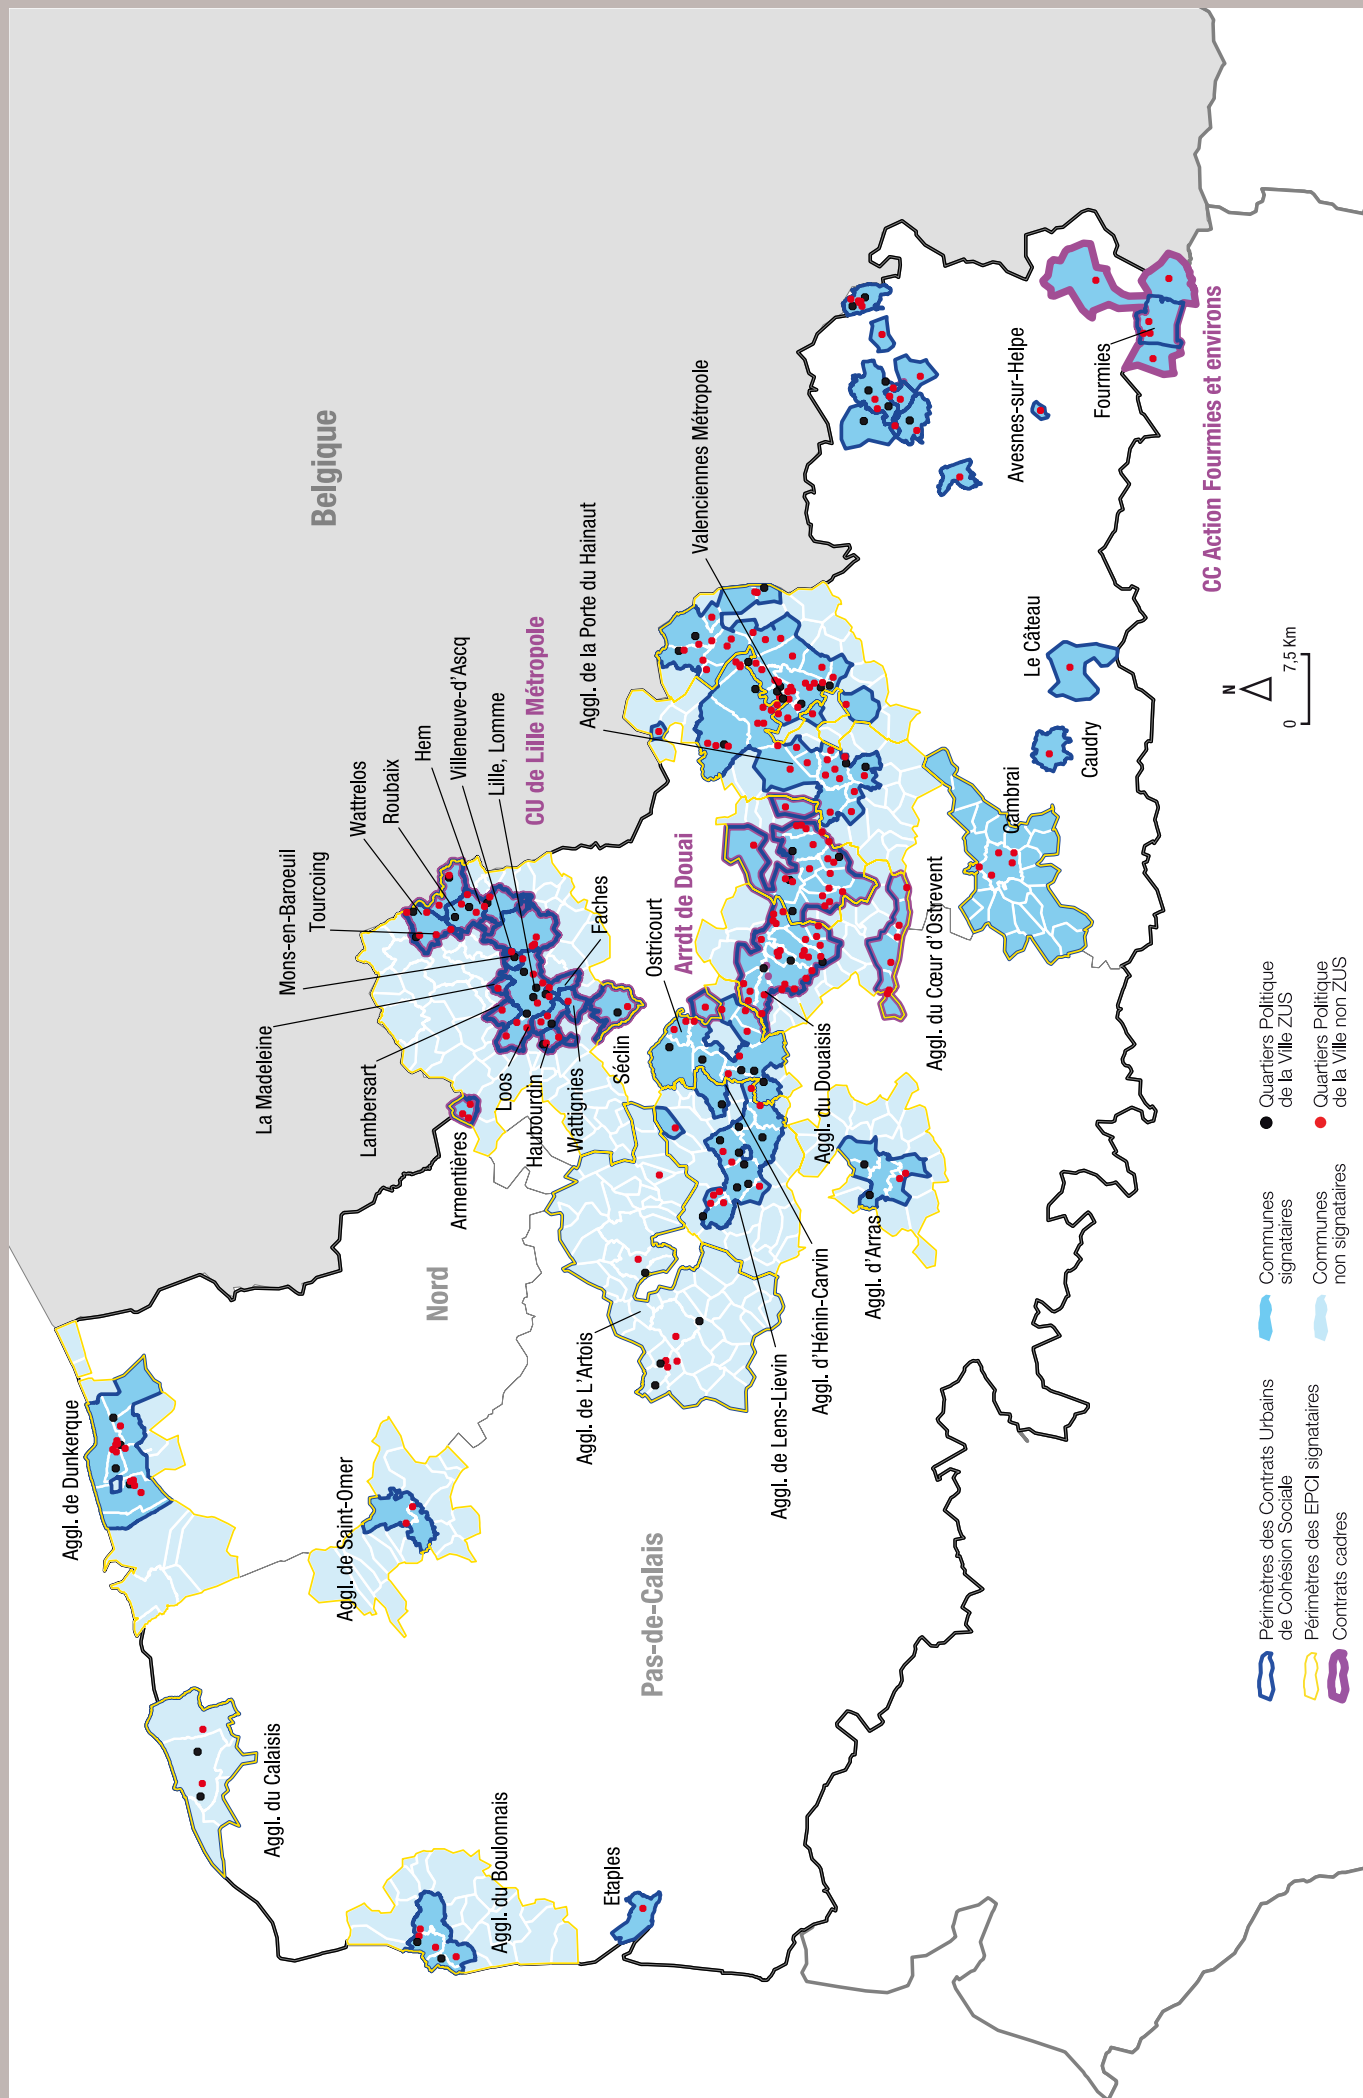 Belgique
Nord
Pas-de-Calais
Aggl. de Dunkerque
Aggl. du Calaisis
Aggl. de Saint-Omer
Aggl. du Boulonnais
Etaples
La Madeleine
Mons-en-Baroeuil
Tourcoing
Wattrelos
Roubaix
Hem
Villeneuve-d'Ascq
Lille, Lomme
CU de Lille Métropole
Lambersart
Armentières
Loos
Haubourdin
Wattignies
Séclin
Faches
Ostricourt
Arrdt de Douai
Aggl. de la Porte du Hainaut
Valenciennes Métropole
Aggl. de L'Artois
Aggl. de Lens-Lievin
Aggl. d'Hénin-Carvin
Aggl. du Douaisis
Aggl. d'Arras
Aggl. du Cœur d'Ostrevent
Cambrai
Caudry
Le Câteau
Avesnes-sur-Helpe
Fourmies
CC Action Fourmies et environs
N
0 7,5 Km
Périmètres des Contrats Urbains
de Cohésion Sociale
Périmètres des EPCI signataires
Contrats cadres
Communes
signataires
Communes
non signataires
Quartiers Politique
de la Ville ZUS
Quartiers Politique
de la Ville non ZUS